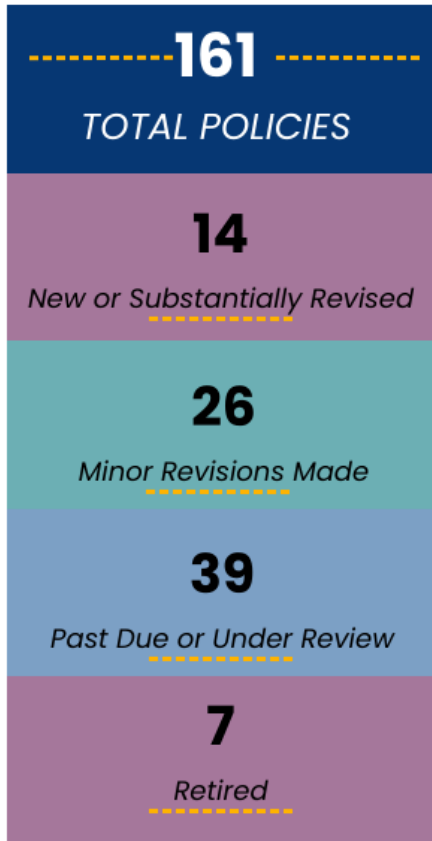 161
TOTAL POLICIES
14
New or Substantially Revised
26
Minor Revisions Made
39
Past Due or Under Review
7
Retired